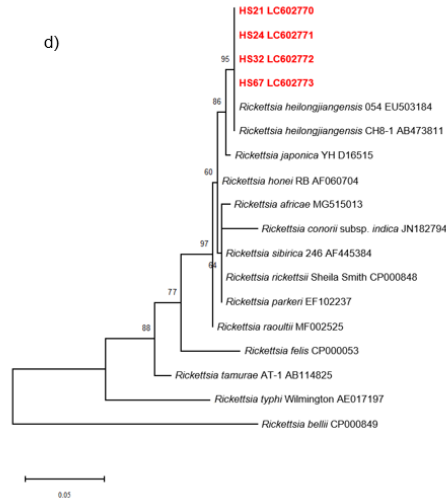 d)
HS21 LC602770
HS24 LC602771
HS32 LC602772
HS67 LC602773
95
Rickettsia heilongjiangensis 054 EU503184
86
Rickettsia heilongjiangensis CH8-1 AB473811
Rickettsia japonica YH D16515
60
Rickettsia honei RB AF060704
Rickettsia africae MG515013
Rickettsia conorii subsp. indica JN182794
97
Rickettsia sibirica 246 AF445384
64
Rickettsia rickettsii Sheila Smith CP000848
77
Rickettsia parkeri EF102237
Rickettsia raoultii MF002525
88
Rickettsia felis CP000053
Rickettsia tamurae AT-1 AB114825
Rickettsia typhi Wilmington AE017197
Rickettsia bellii CP000849
0.05